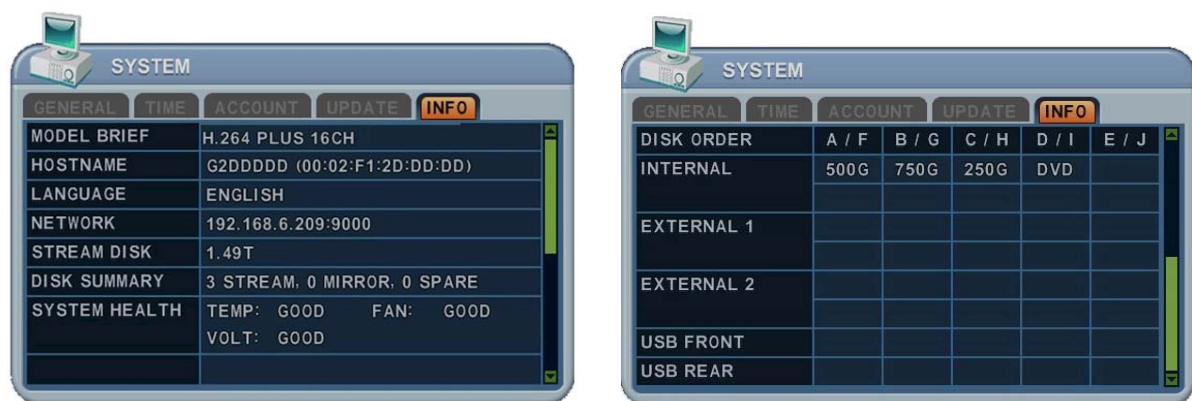 SYSTEM
GENERAL TIME ACCOUNT UPDATE INFO
MODEL BRIEF H.264 PLUS 16CH
HOSTNAME G2DDDDD (00:02:F1:2D:DD:DD)
LANGUAGE ENGLISH
NETWORK 192.168.6.209:9000
STREAM DISK 1.49T
DISK SUMMARY 3 STREAM, 0 MIRROR, 0 SPARE
SYSTEM HEALTH TEMP: GOOD FAN: GOOD
VOLT: GOOD
SYSTEM
GENERAL TIME ACCOUNT UPDATE INFO
DISK ORDER A / F B / G C / H D / I E / J
INTERNAL 500G 750G 250G DVD
EXTERNAL 1
EXTERNAL 2
USB FRONT
USB REAR